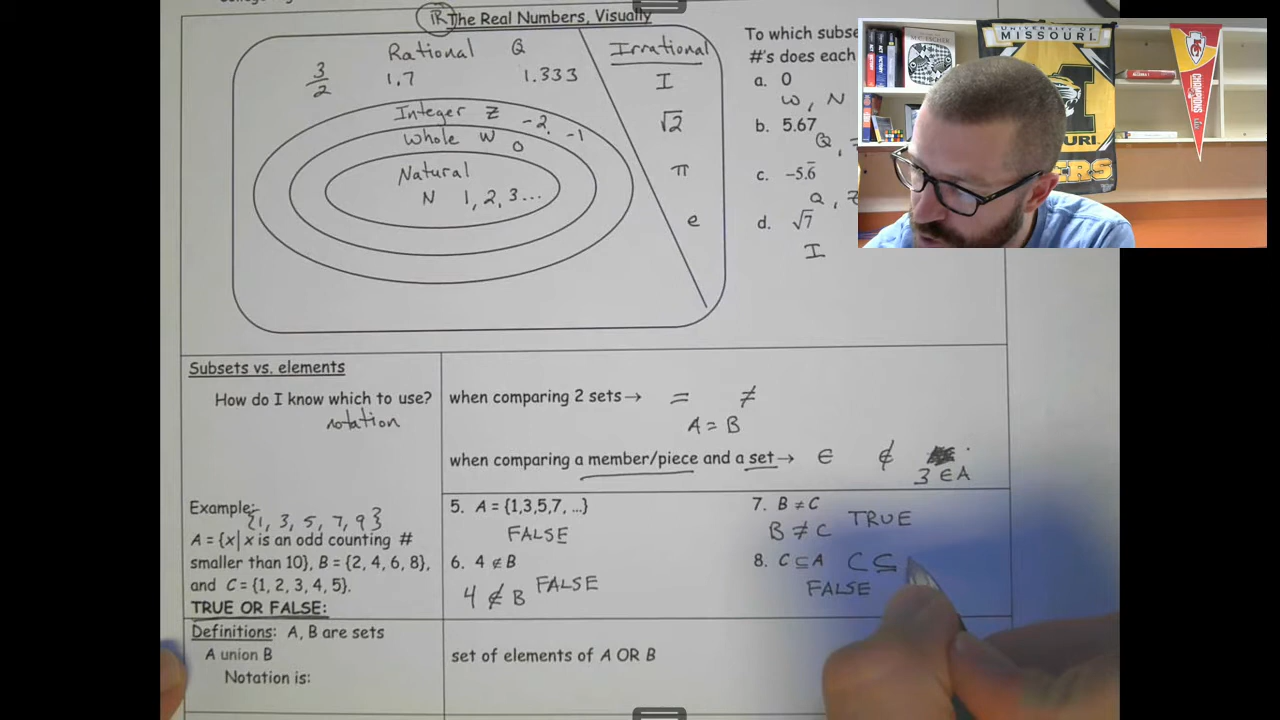 ℝ The Real Numbers, Visually
Rational Q
3/2 1.7 1.333
Irrational
I
√2
π
e
Integer Z -2, -1
Whole W 0
Natural
N 1, 2, 3...
To which subse
#'s does each
a. 0
W, N
b. 5.67
Q,
c. −5.6̅
Q, Z
d. √7
I
UNIVERSITY OF
MISSOURI
M.C. ESCHER
CHAMPIONS
Subsets vs. elements
How do I know which to use?
notation
when comparing 2 sets→ = ≠
A = B
when comparing a member/piece and a set→ ∈ ∉
3 ∈ A
Example:
{1, 3, 5, 7, 9}
A = {x| x is an odd counting #
smaller than 10}, B = {2, 4, 6, 8},
and C = {1, 2, 3, 4, 5}.
TRUE OR FALSE:
5. A = {1,3,5,7, ...}
FALSE
6. 4 ∉ B
4 ∉ B FALSE
7. B ≠ C
B ≠ C TRUE
8. C ⊆ A C ⊆
FALSE
Definitions: A, B are sets
A union B
Notation is:
set of elements of A OR B